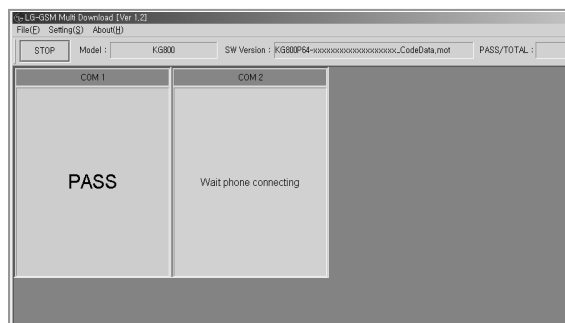 LG-GSM Multi Download [Ver 1,2]
File(F) Setting(S) About(H)
STOP Model : KG800 SW Version : KG800P64-xxxxxxxxxxxxxxxxxxxx_CodeData,mot PASS/TOTAL :
COM 1 COM 2
PASS Wait phone connecting